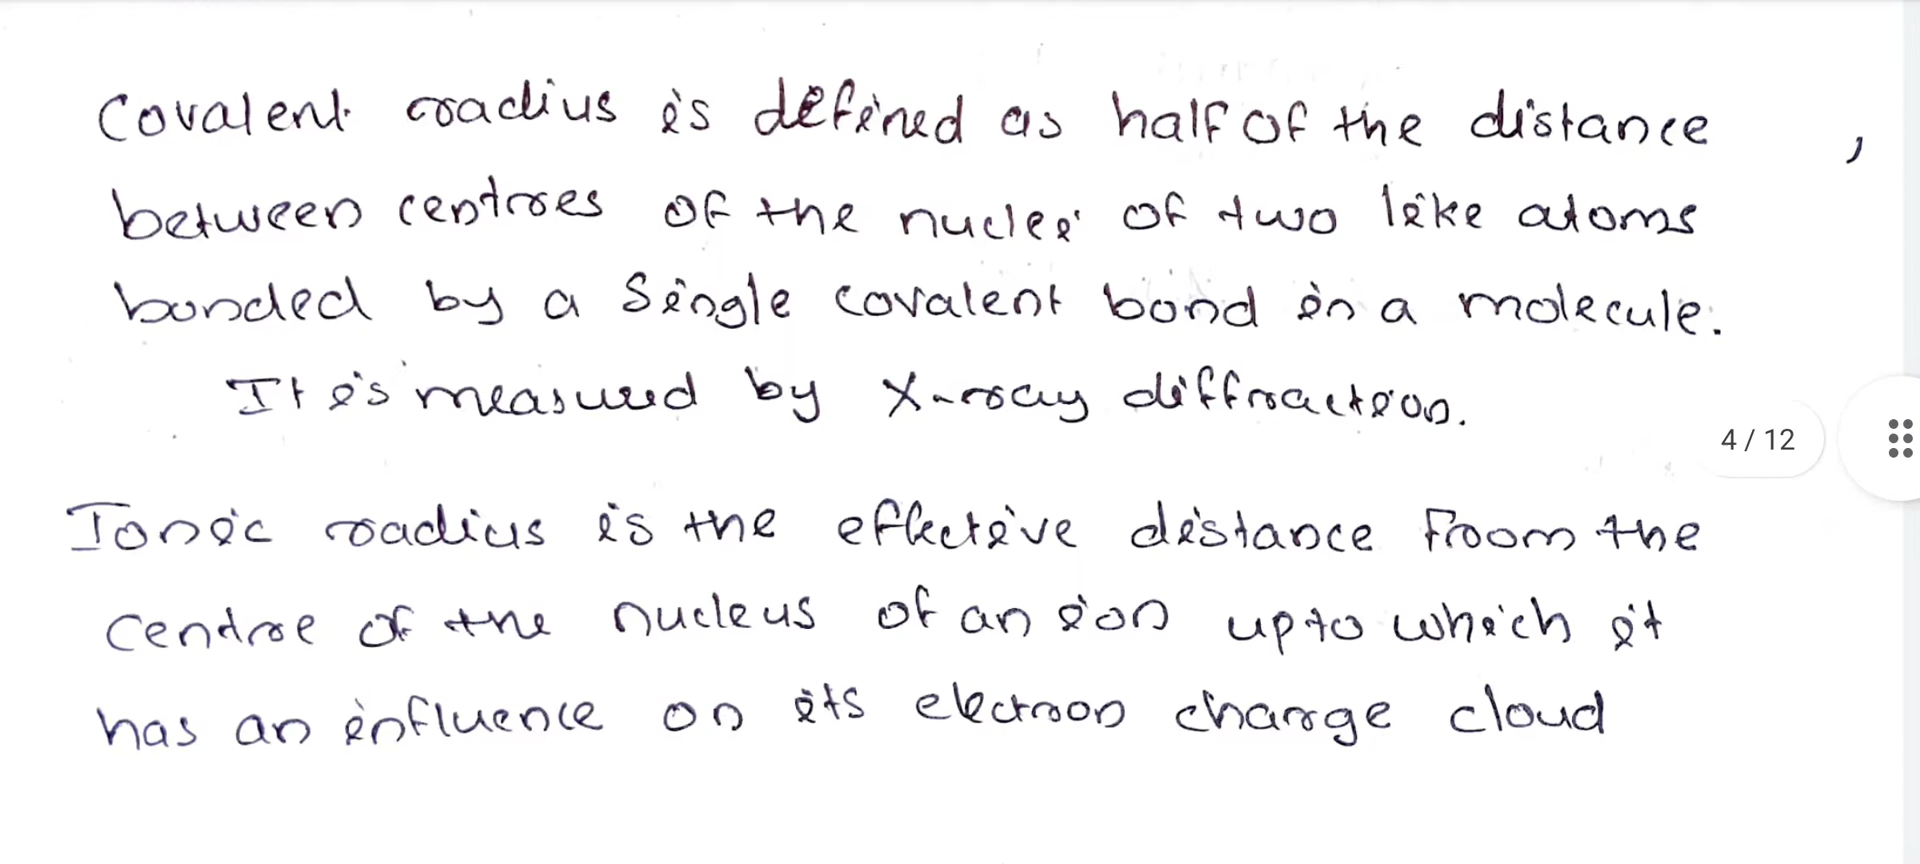 Covalent radius is defined as half of the distance ,
between centres of the nuclei of two like atoms
bonded by a single covalent bond in a molecule.
It is measured by X-ray diffraction.
4 / 12
Ionic radius is the effective distance from the
centre of the nucleus of an ion upto which it
has an influence on its electron charge cloud